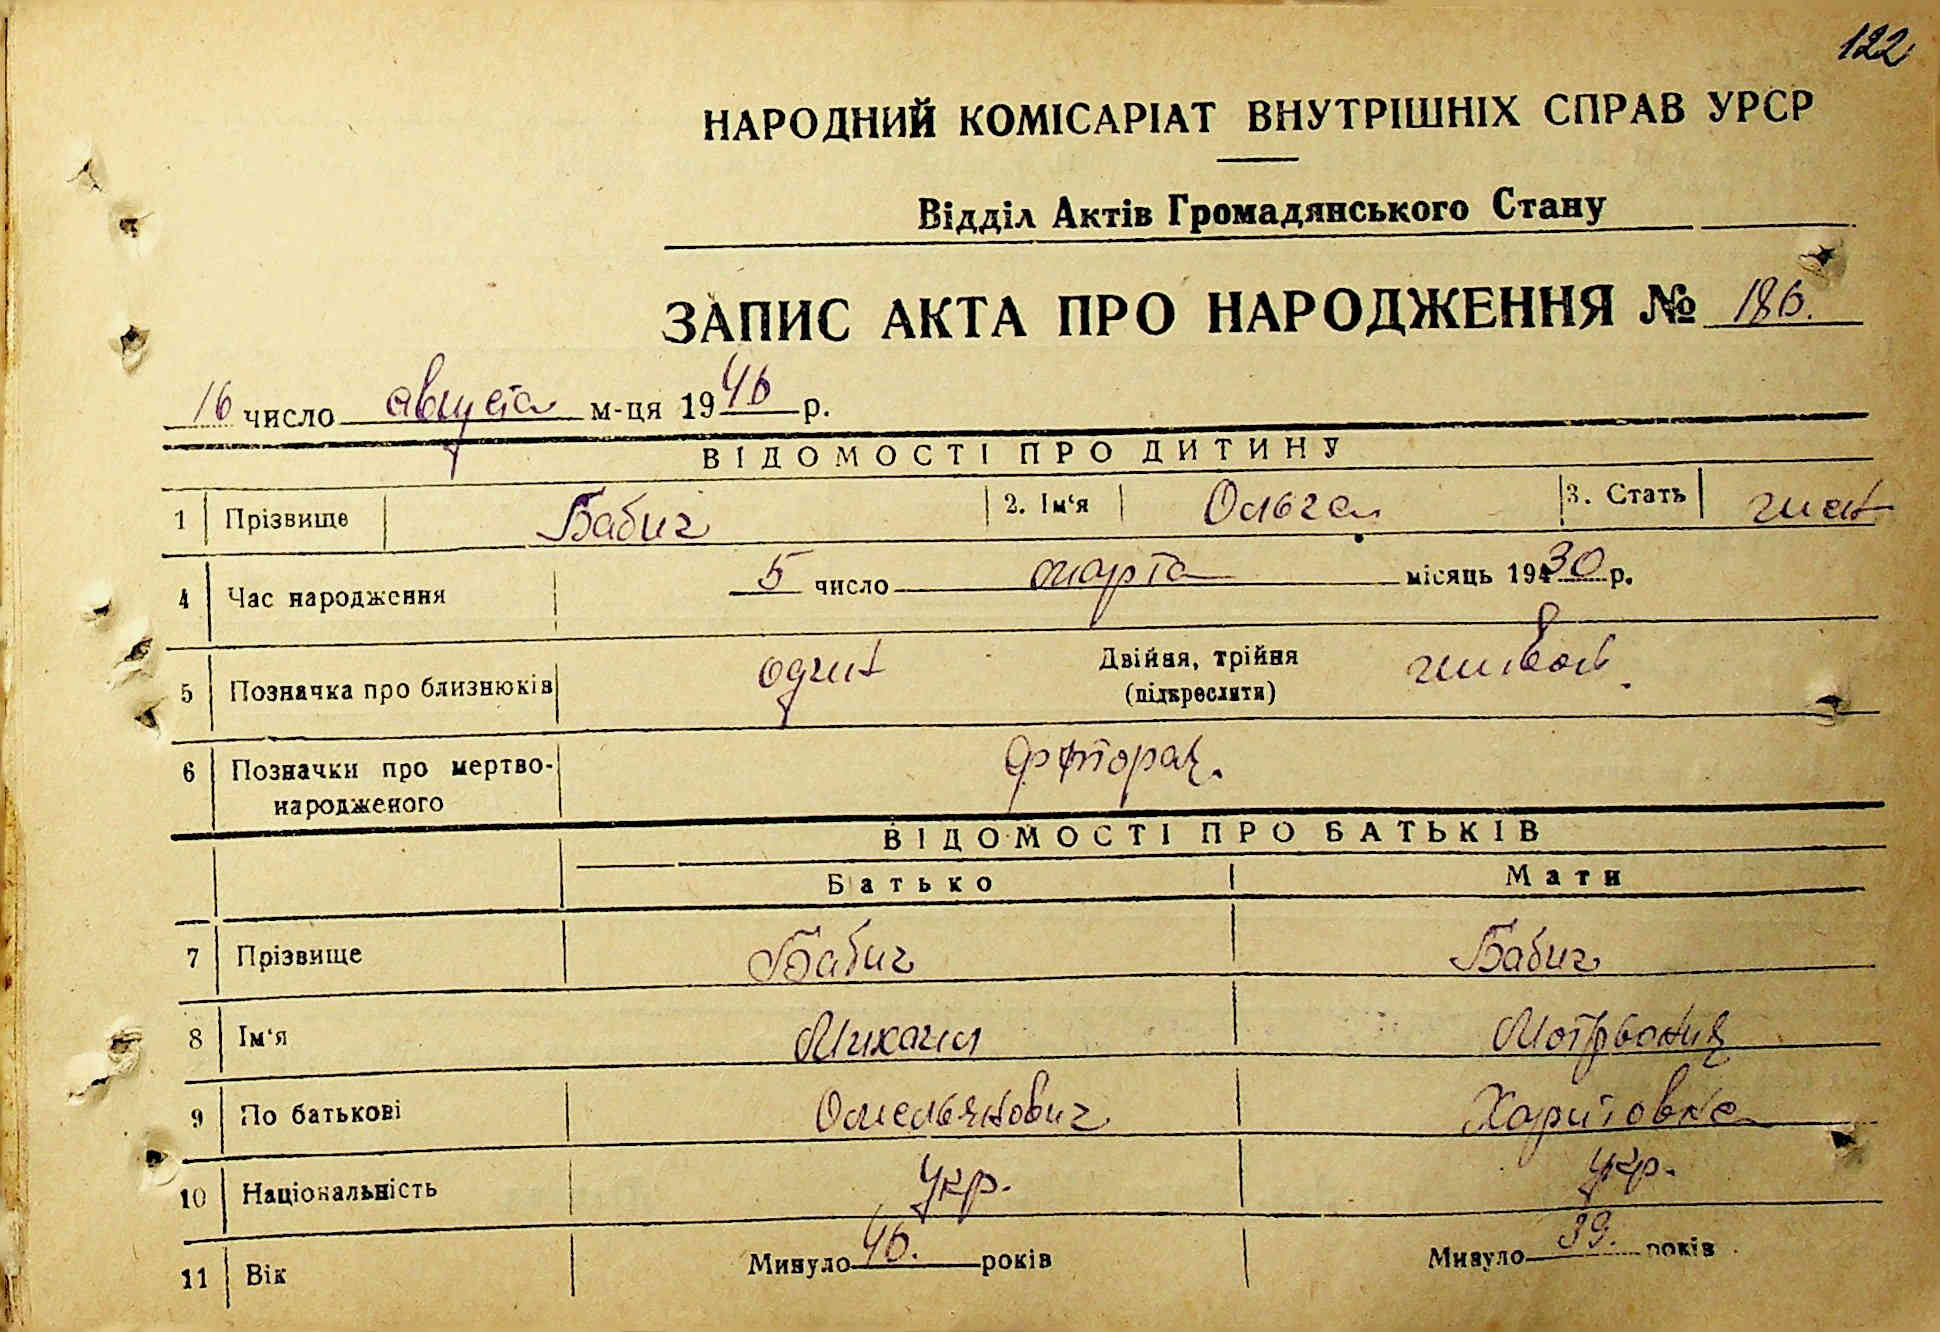 122
НАРОДНИЙ КОМІСАРІАТ ВНУТРІШНІХ СПРАВ УРСР
Відділ Актів Громадянського Стану
ЗАПИС АКТА ПРО НАРОДЖЕННЯ № 186.
16 число августа м-ця 1946 р.
ВІДОМОСТІ ПРО ДИТИНУ
1 Прізвище Бабич 2. Ім‘я Ольга 3. Стать жен
4 Час народження 5 число марта місяць 1930 р.
5 Позначка про близнюків один Двійня, трійня (підкреслити) живой
6 Позначки про мертвонародженого
ВІДОМОСТІ ПРО БАТЬКІВ
Батько Мати
7 Прізвище Бабич Бабич
8 Ім‘я Михаил Мотрвония
9 По батькові Омельянович Харитовна
10 Національність укр. укр.
11 Вік Минуло 46. років Минуло 39. років